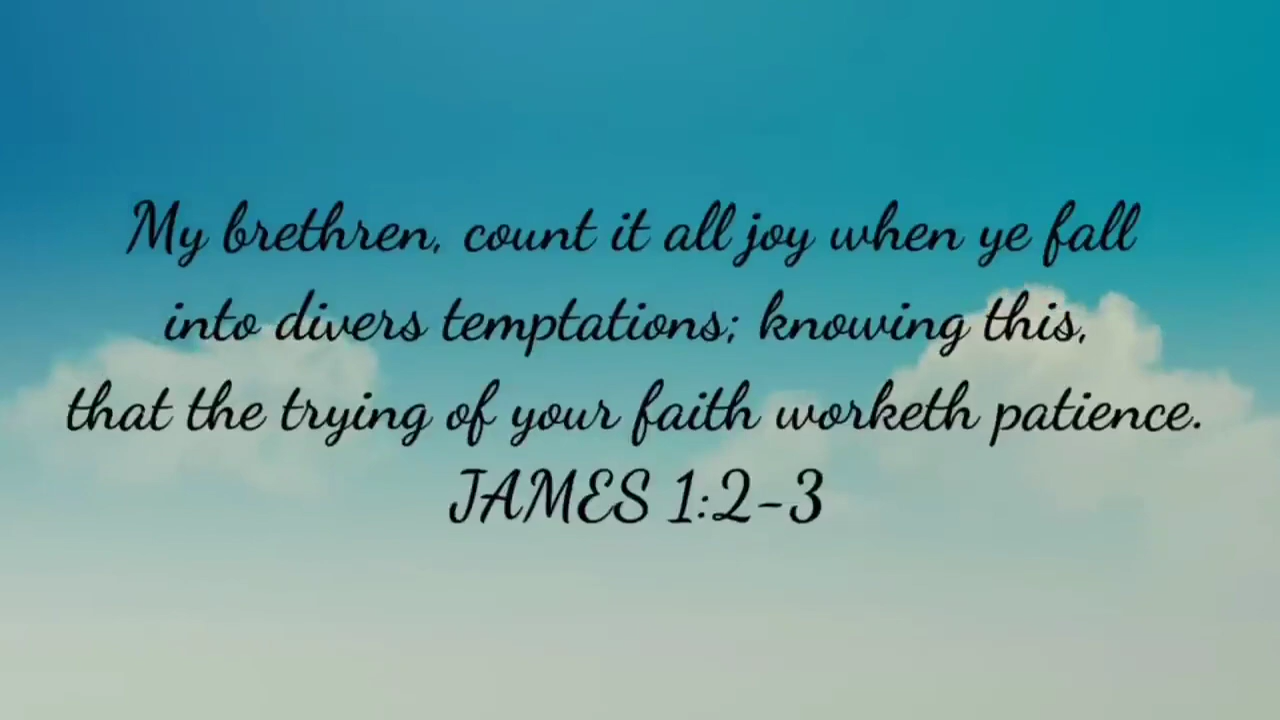 My brethren, count it all joy when ye fall
into divers temptations; knowing this,
that the trying of your faith worketh patience.
JAMES 1:2-3